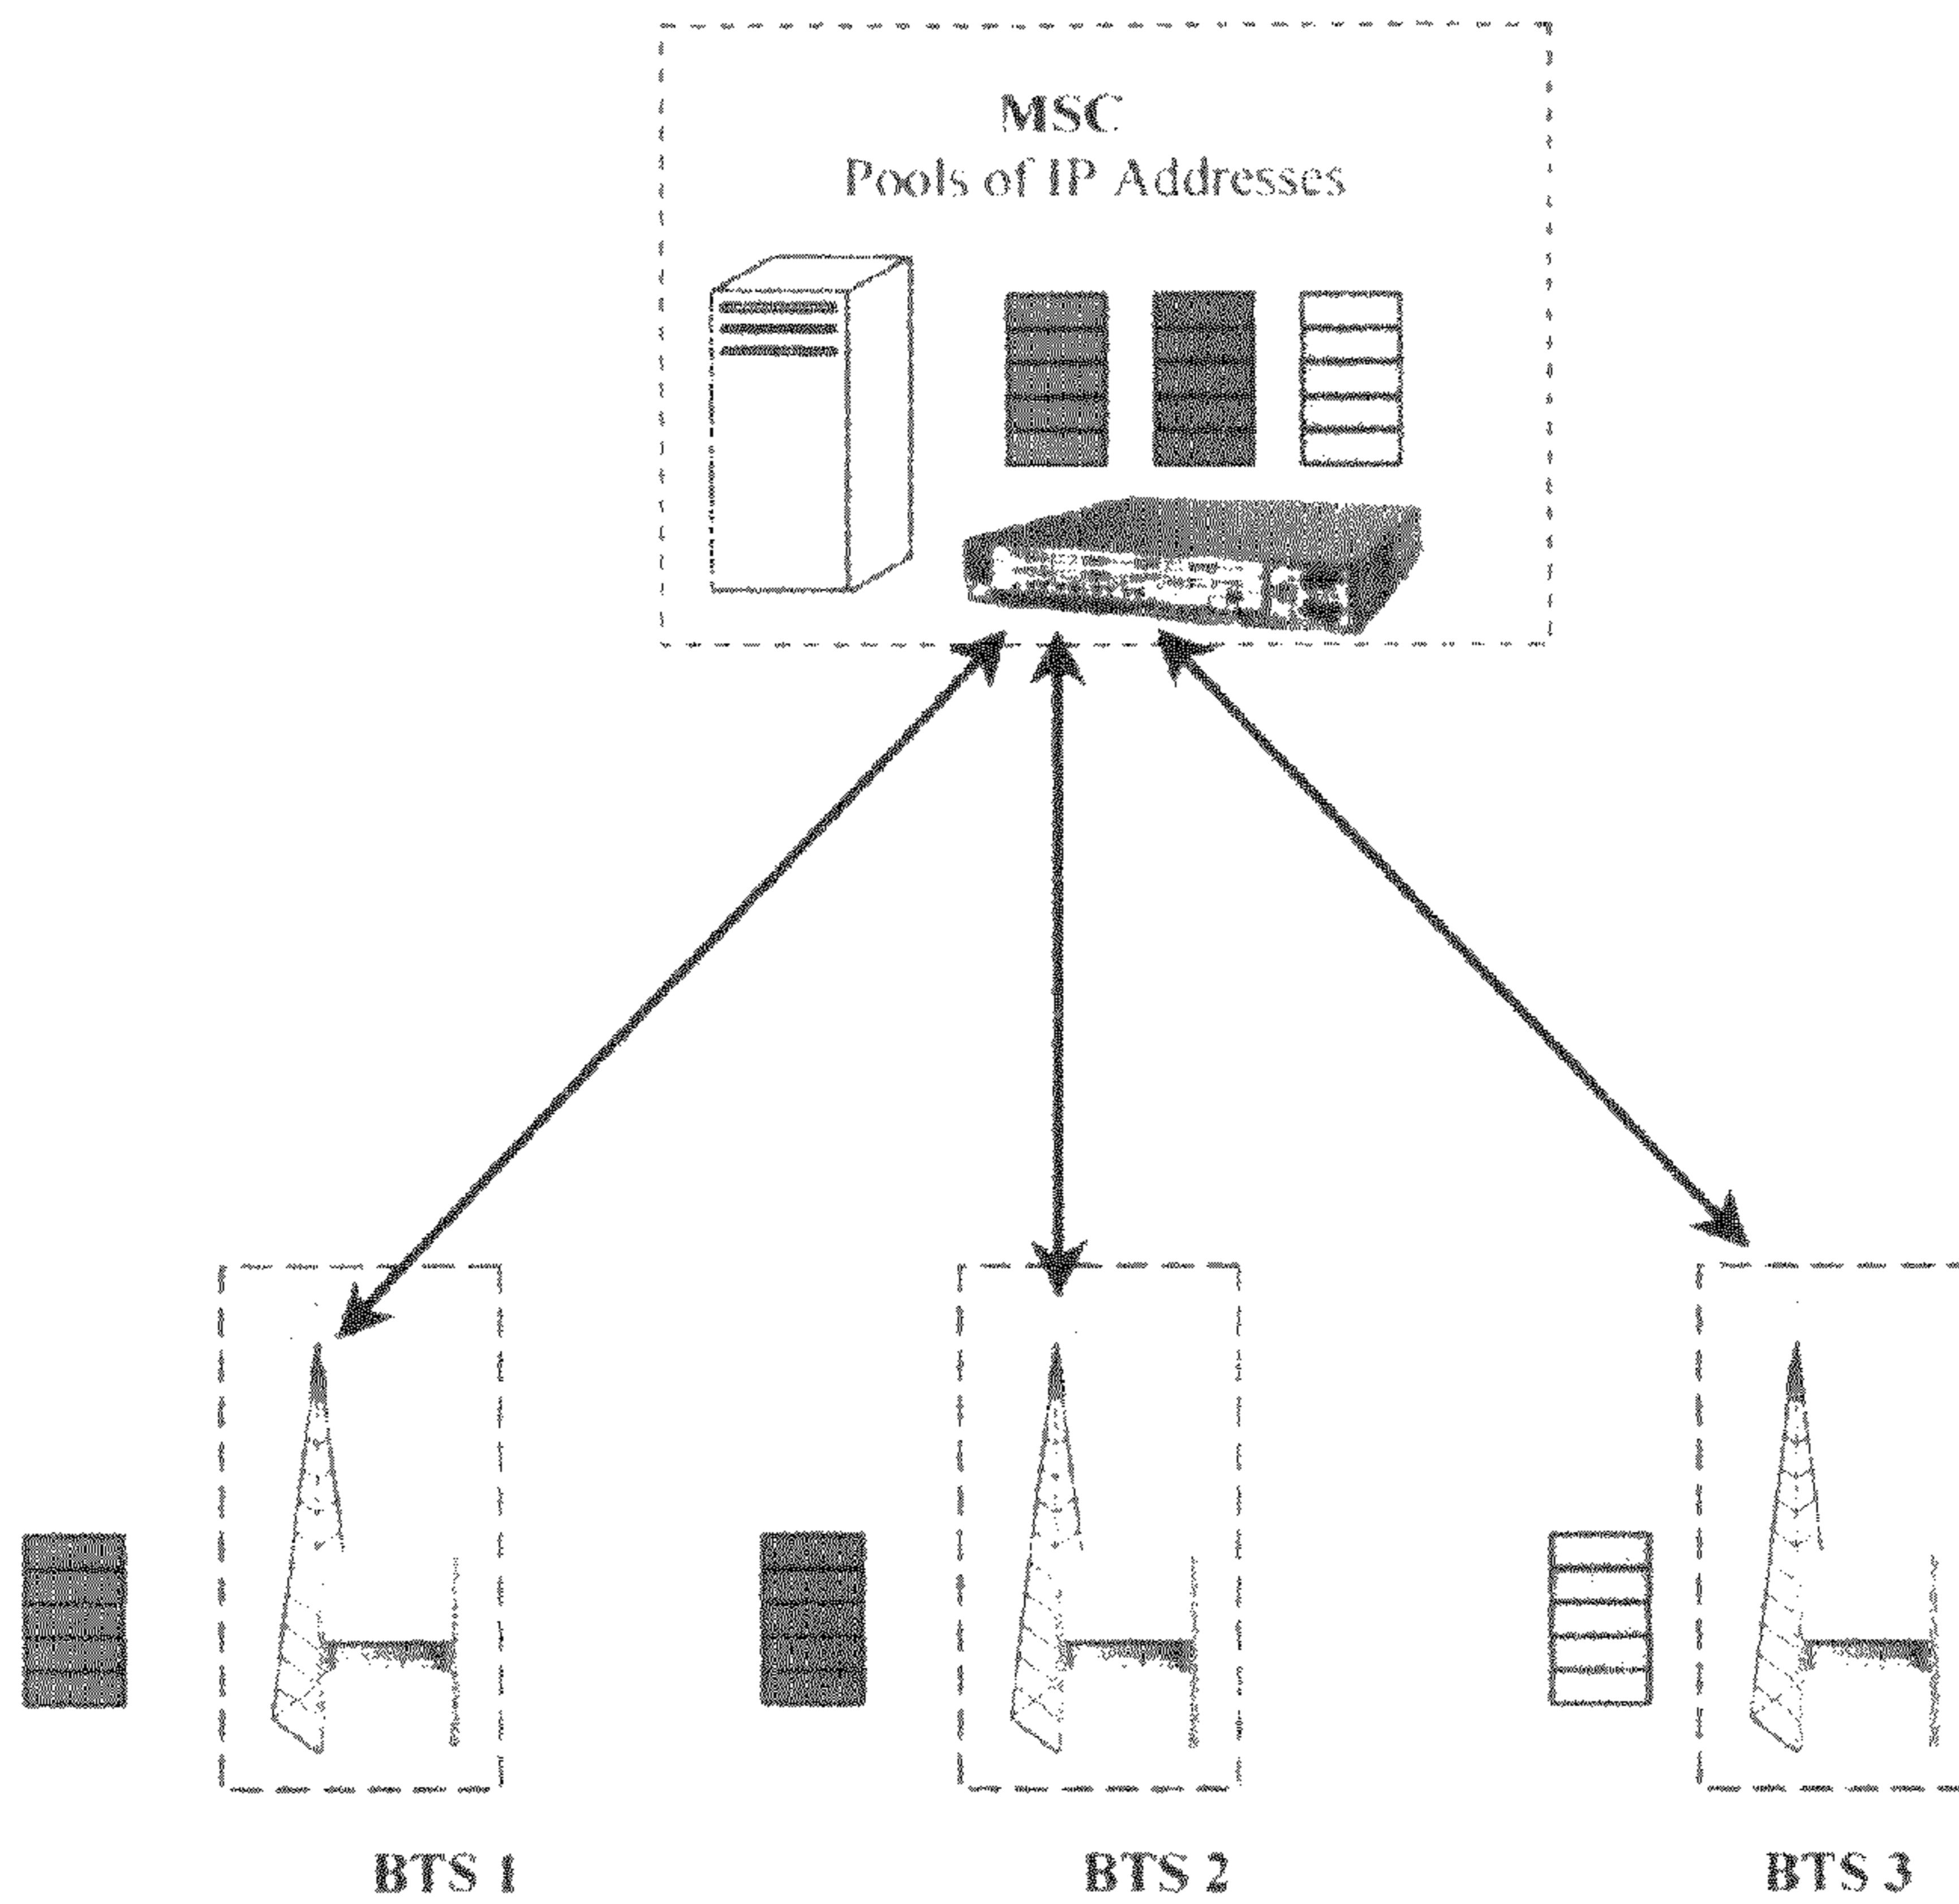 MSC
Pools of IP Addresses
BTS 1
BTS 2
BTS 3